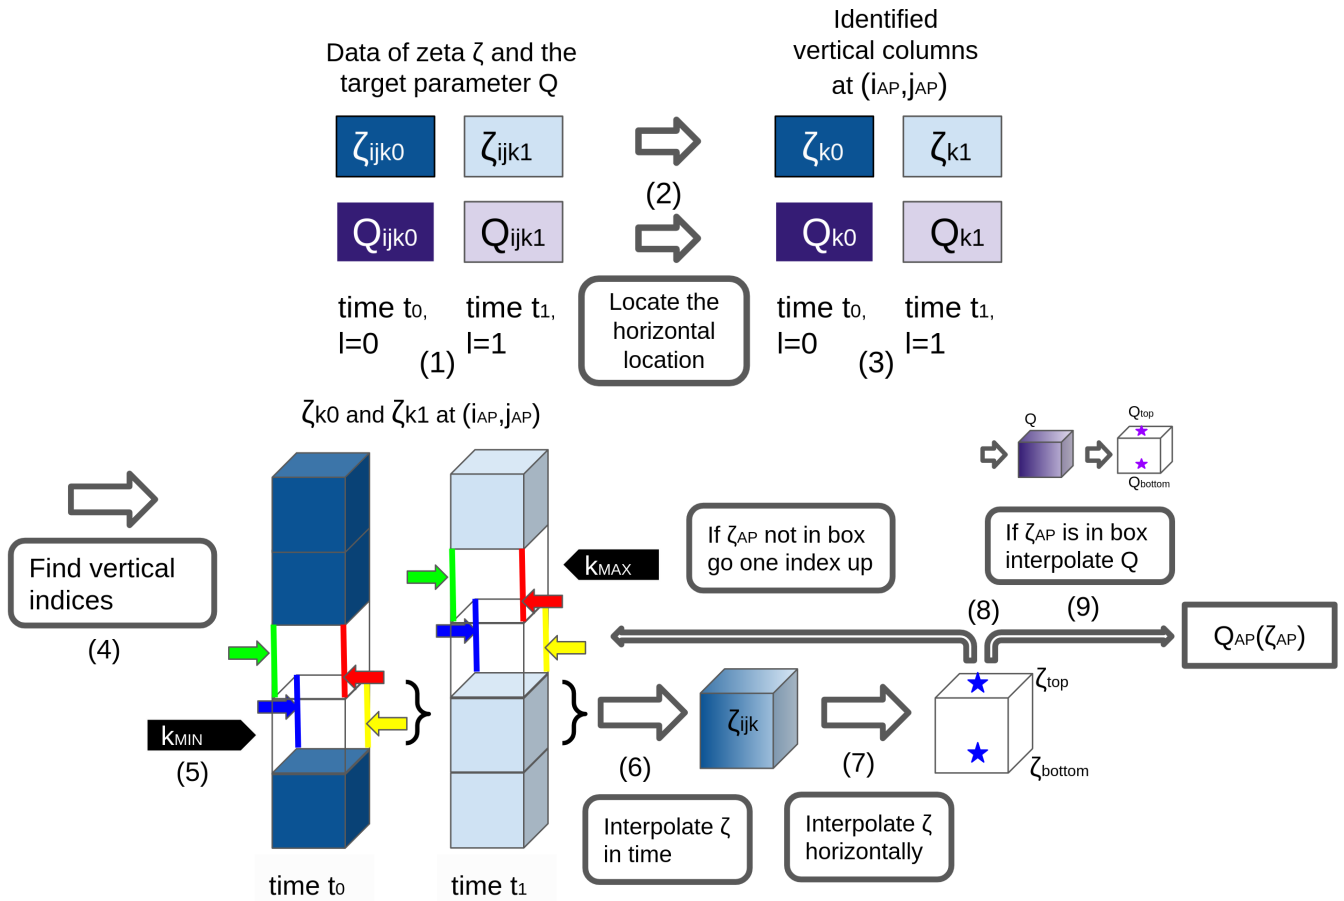 Data of zeta ζ and the
target parameter Q
Identified
vertical columns
at (iAP,jAP)
ζijk0
ζijk1
ζk0
ζk1
(2)
Qijk0
Qijk1
Qk0
Qk1
time t0,
l=0
time t1,
l=1
(1)
Locate the
horizontal
location
time t0,
l=0
time t1,
l=1
(3)
ζk0 and ζk1 at (iAP,jAP)
Find vertical
indices
(4)
kMIN
(5)
kMAX
time t0
time t1
(6)
Interpolate ζ
in time
ζijk
(7)
Interpolate ζ
horizontally
ζtop
ζbottom
If ζAP not in box
go one index up
(8)
Q
Qtop
Qbottom
If ζAP is in box
interpolate Q
(9)
QAP(ζAP)